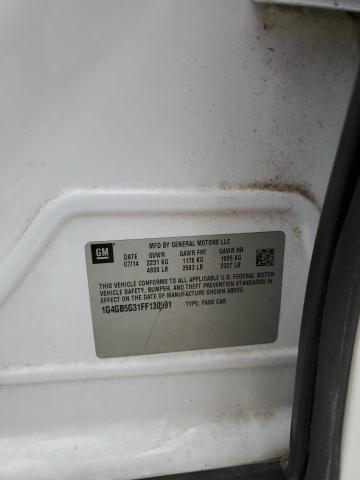 GM
MFD BY GENERAL MOTORS LLC
DATE GVWR GAWR FRT GAWR RR
07/14 2231 KG 1176 KG 1055 KG
4920 LB 2593 LB 2327 LB
THIS VEHICLE CONFORMS TO ALL APPLICABLE U.S. FEDERAL MOTOR
VEHICLE SAFETY, BUMPER, AND THEFT PREVENTION STANDARDS
IN EFFECT ON THE DATE OF MANUFACTURE SHOWN ABOVE.
1G4GB5G31FF130591 TYPE: PASS CAR